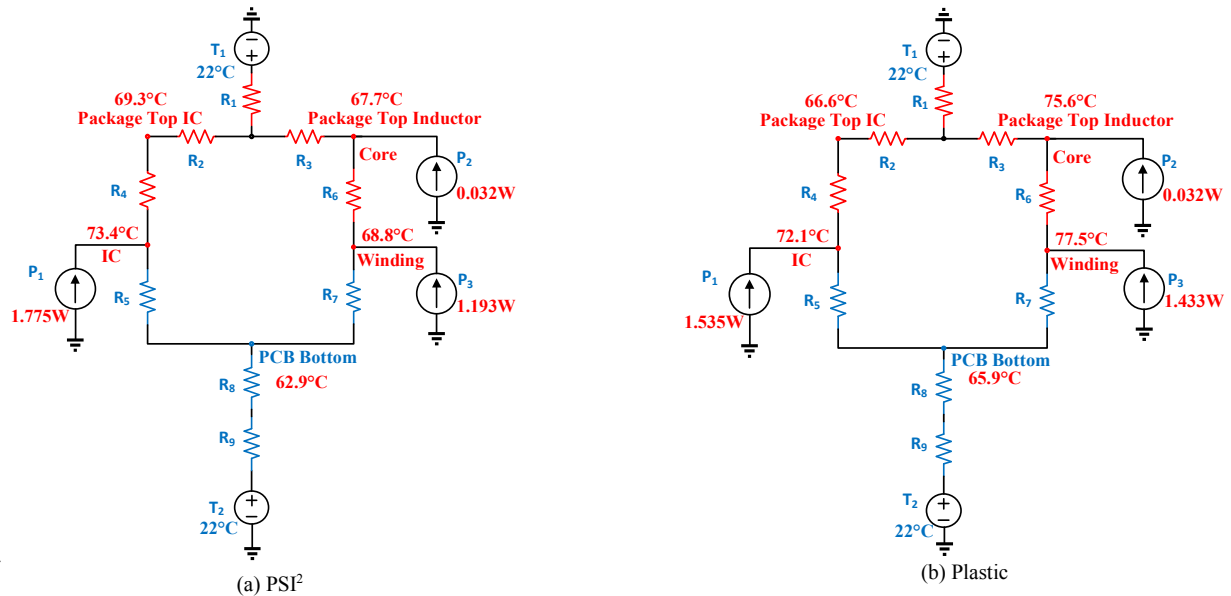 T₁
22°C
R₁
69.3°C
Package Top IC
67.7°C
Package Top Inductor
R₂
R₃
Core
P₂
0.032W
R₄
R₆
73.4°C
IC
68.8°C
Winding
P₁
1.775W
R₅
R₇
P₃
1.193W
PCB Bottom
62.9°C
R₈
R₉
T₂
22°C
(a) PSI²
T₁
22°C
R₁
66.6°C
Package Top IC
75.6°C
Package Top Inductor
R₂
R₃
Core
P₂
0.032W
R₄
R₆
72.1°C
IC
77.5°C
Winding
P₁
1.535W
R₅
R₇
P₃
1.433W
PCB Bottom
65.9°C
R₈
R₉
T₂
22°C
(b) Plastic